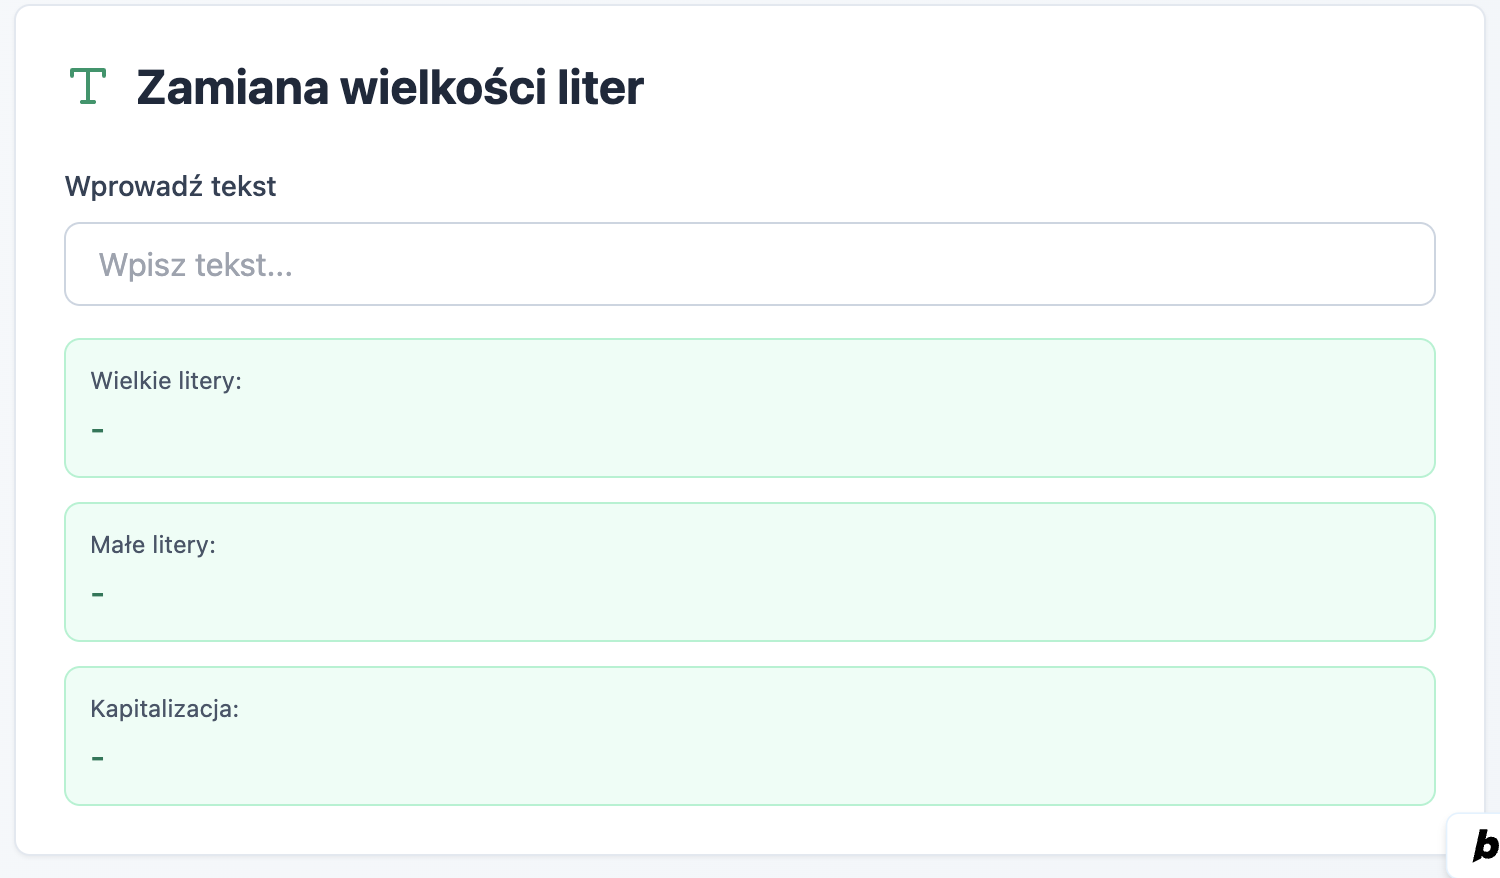 Zamiana wielkości liter
Wprowadź tekst
Wpisz tekst...
Wielkie litery:
-
Małe litery:
-
Kapitalizacja:
-
b